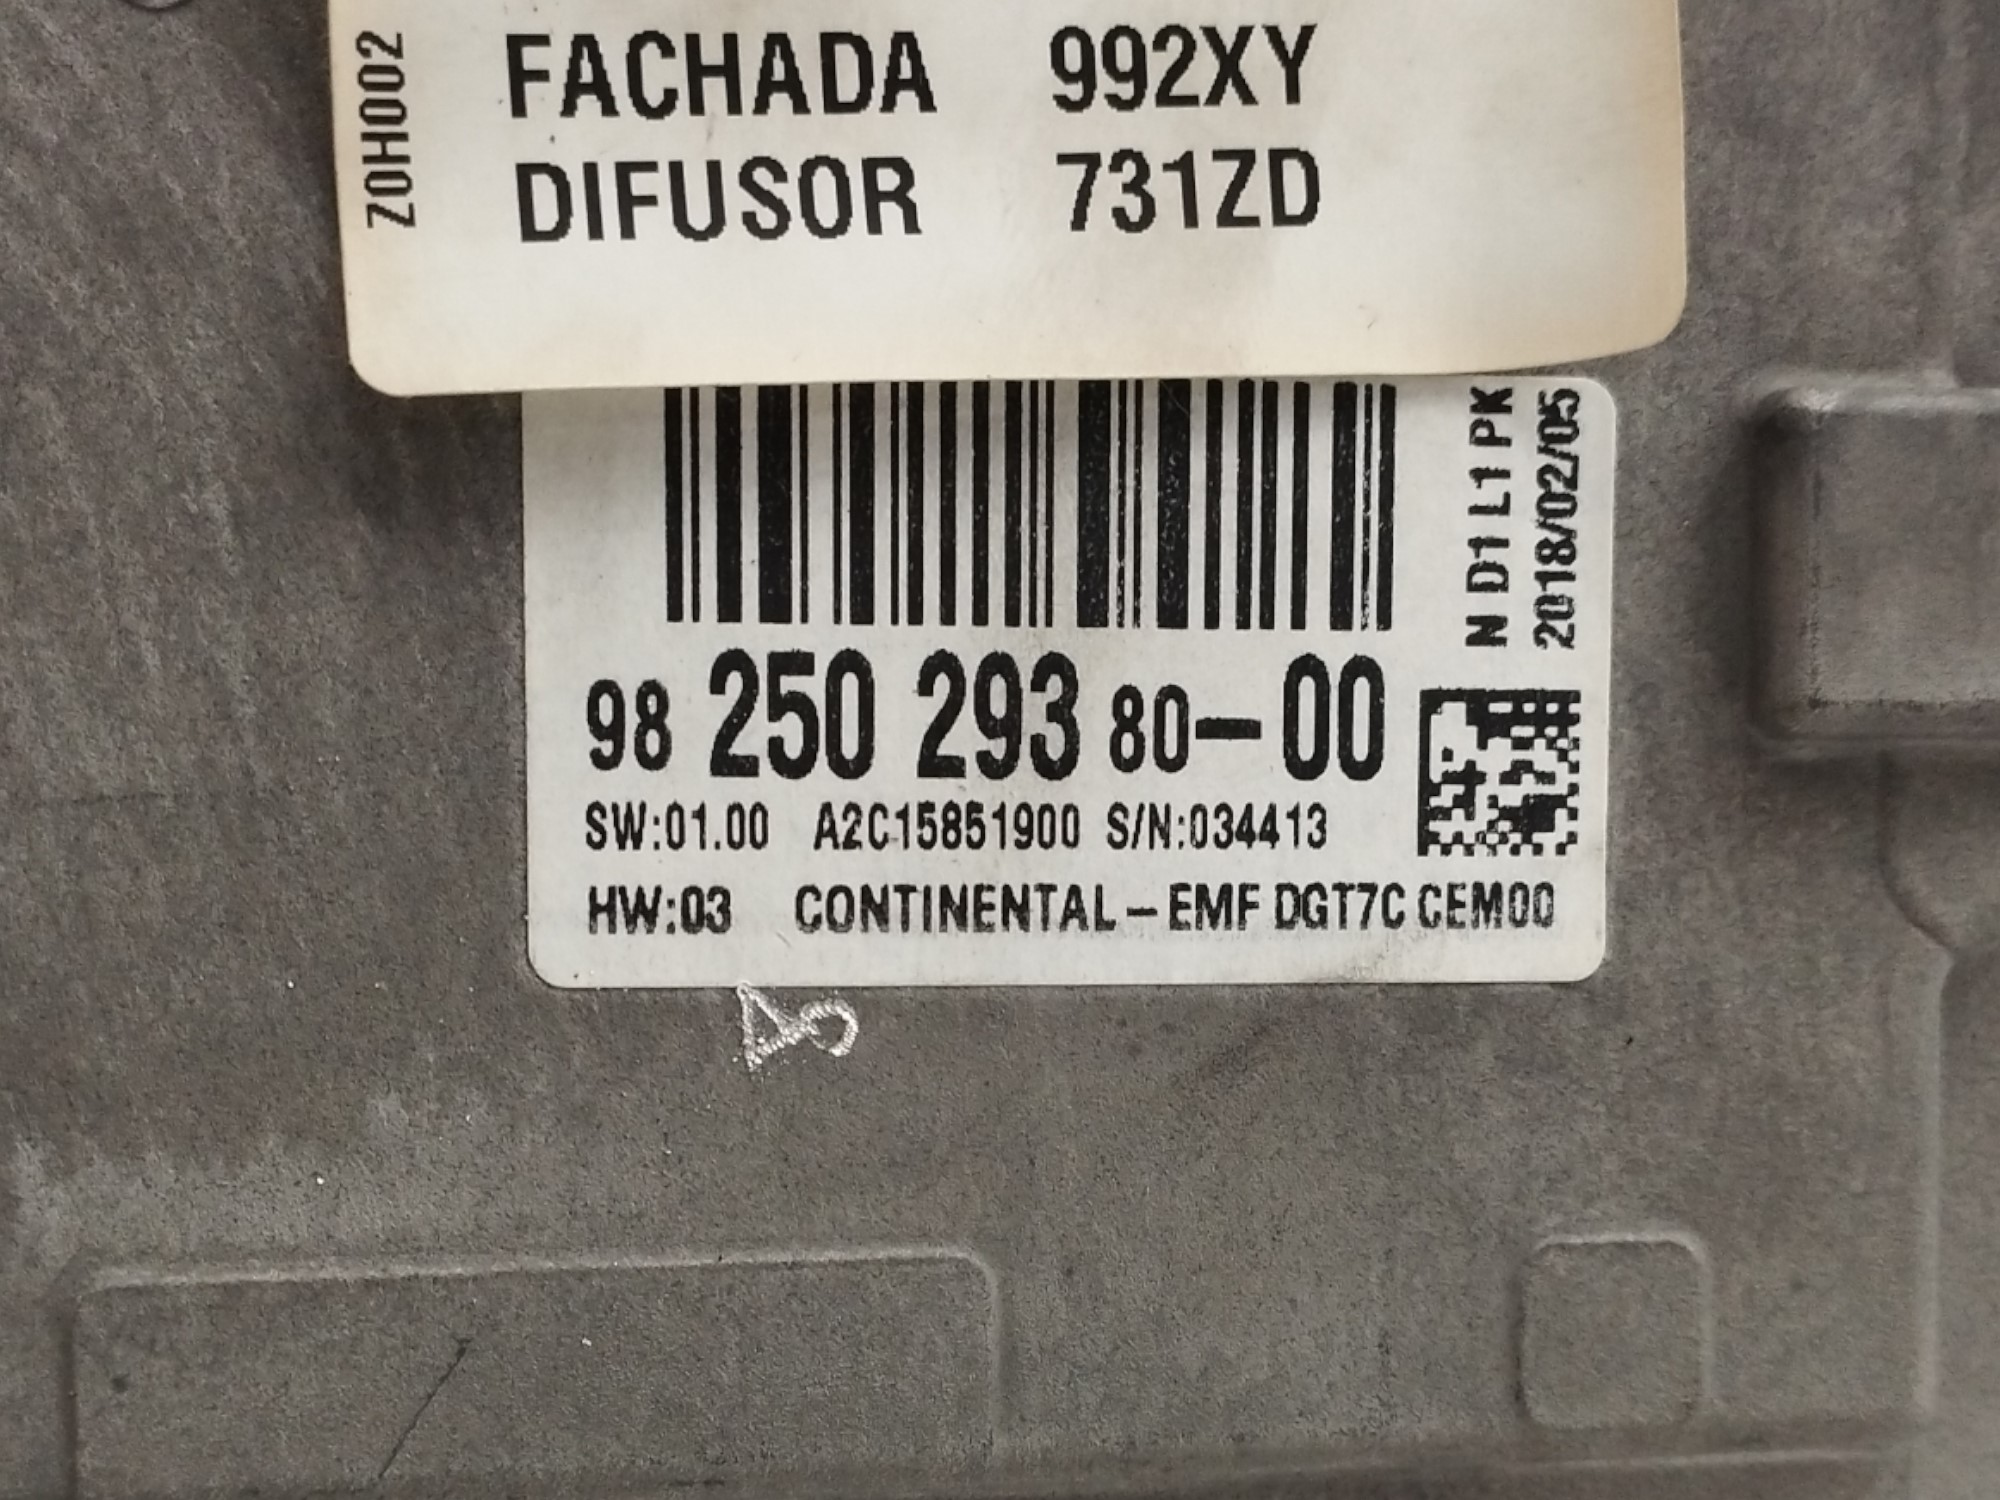 Z0H002
FACHADA 992XY
DIFUSOR 731ZD
N D1 L1 PK
2018/02/05
98 250 293 80-00
SW:01.00 A2C15851900 S/N:034413
HW:03 CONTINENTAL-EMF DGT7C CEM00